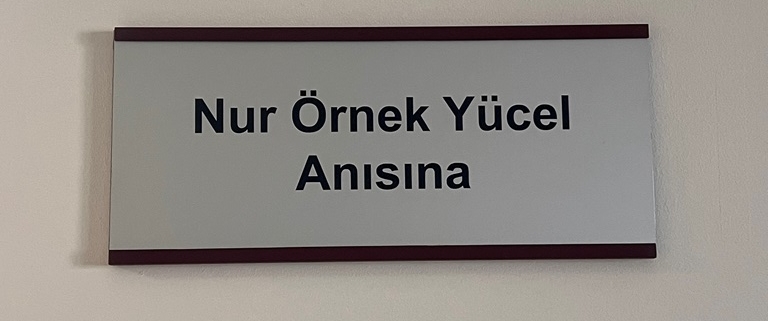 Nur Örnek Yücel
Anısına